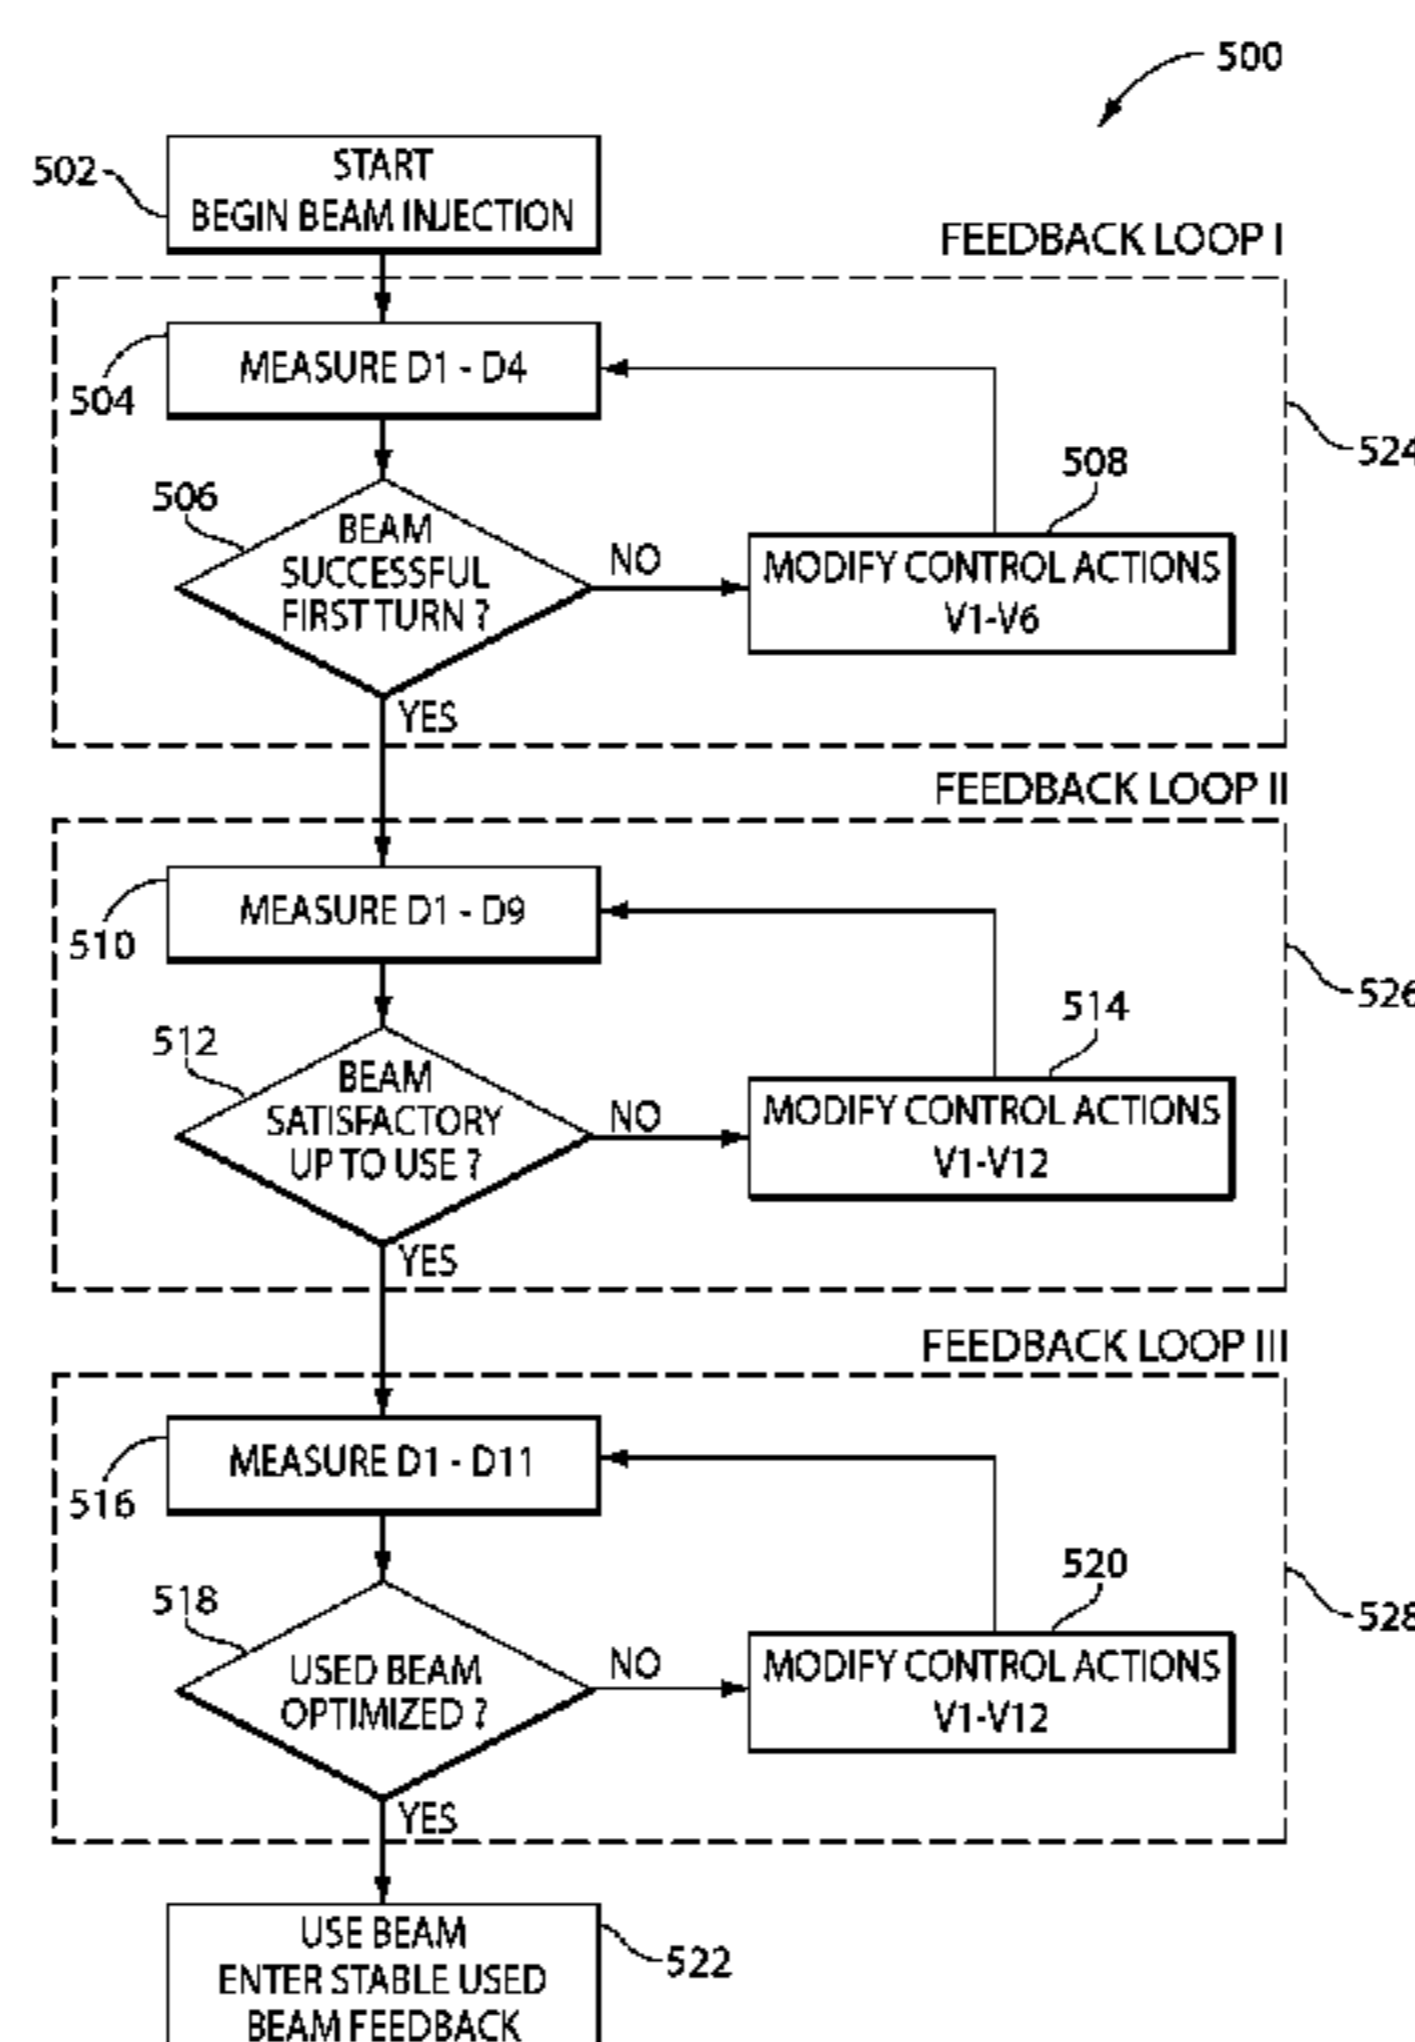 500
502
START
BEGIN BEAM INJECTION
FEEDBACK LOOP I
MEASURE D1 - D4
504
524
508
506
BEAM
SUCCESSFUL
FIRST TURN ?
NO
MODIFY CONTROL ACTIONS
V1-V6
YES
FEEDBACK LOOP II
MEASURE D1 - D9
510
526
514
512
BEAM
SATISFACTORY
UP TO USE ?
NO
MODIFY CONTROL ACTIONS
V1-V12
YES
FEEDBACK LOOP III
MEASURE D1 - D11
516
520
518
528
USED BEAM
OPTIMIZED ?
NO
MODIFY CONTROL ACTIONS
V1-V12
YES
USE BEAM
ENTER STABLE USED
BEAM FEEDBACK
522